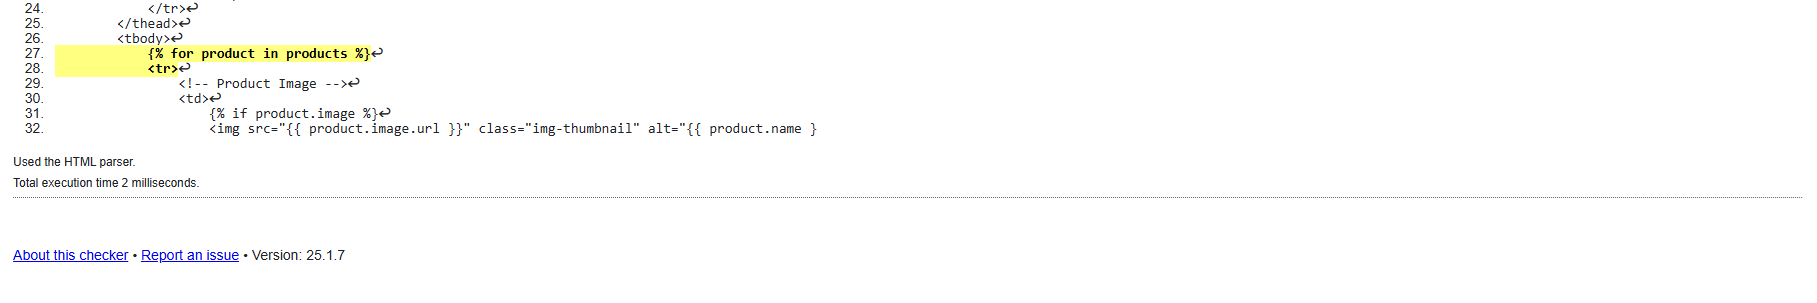 24. </tr>↩
25. </thead>↩
26. <tbody>↩
27. {% for product in products %}↩
28. <tr>↩
29. <!-- Product Image -->↩
30. <td>↩
31. {% if product.image %}↩
32. <img src="{{ product.image.url }}" class="img-thumbnail" alt="{{ product.name }
Used the HTML parser.
Total execution time 2 milliseconds.
About this checker • Report an issue • Version: 25.1.7